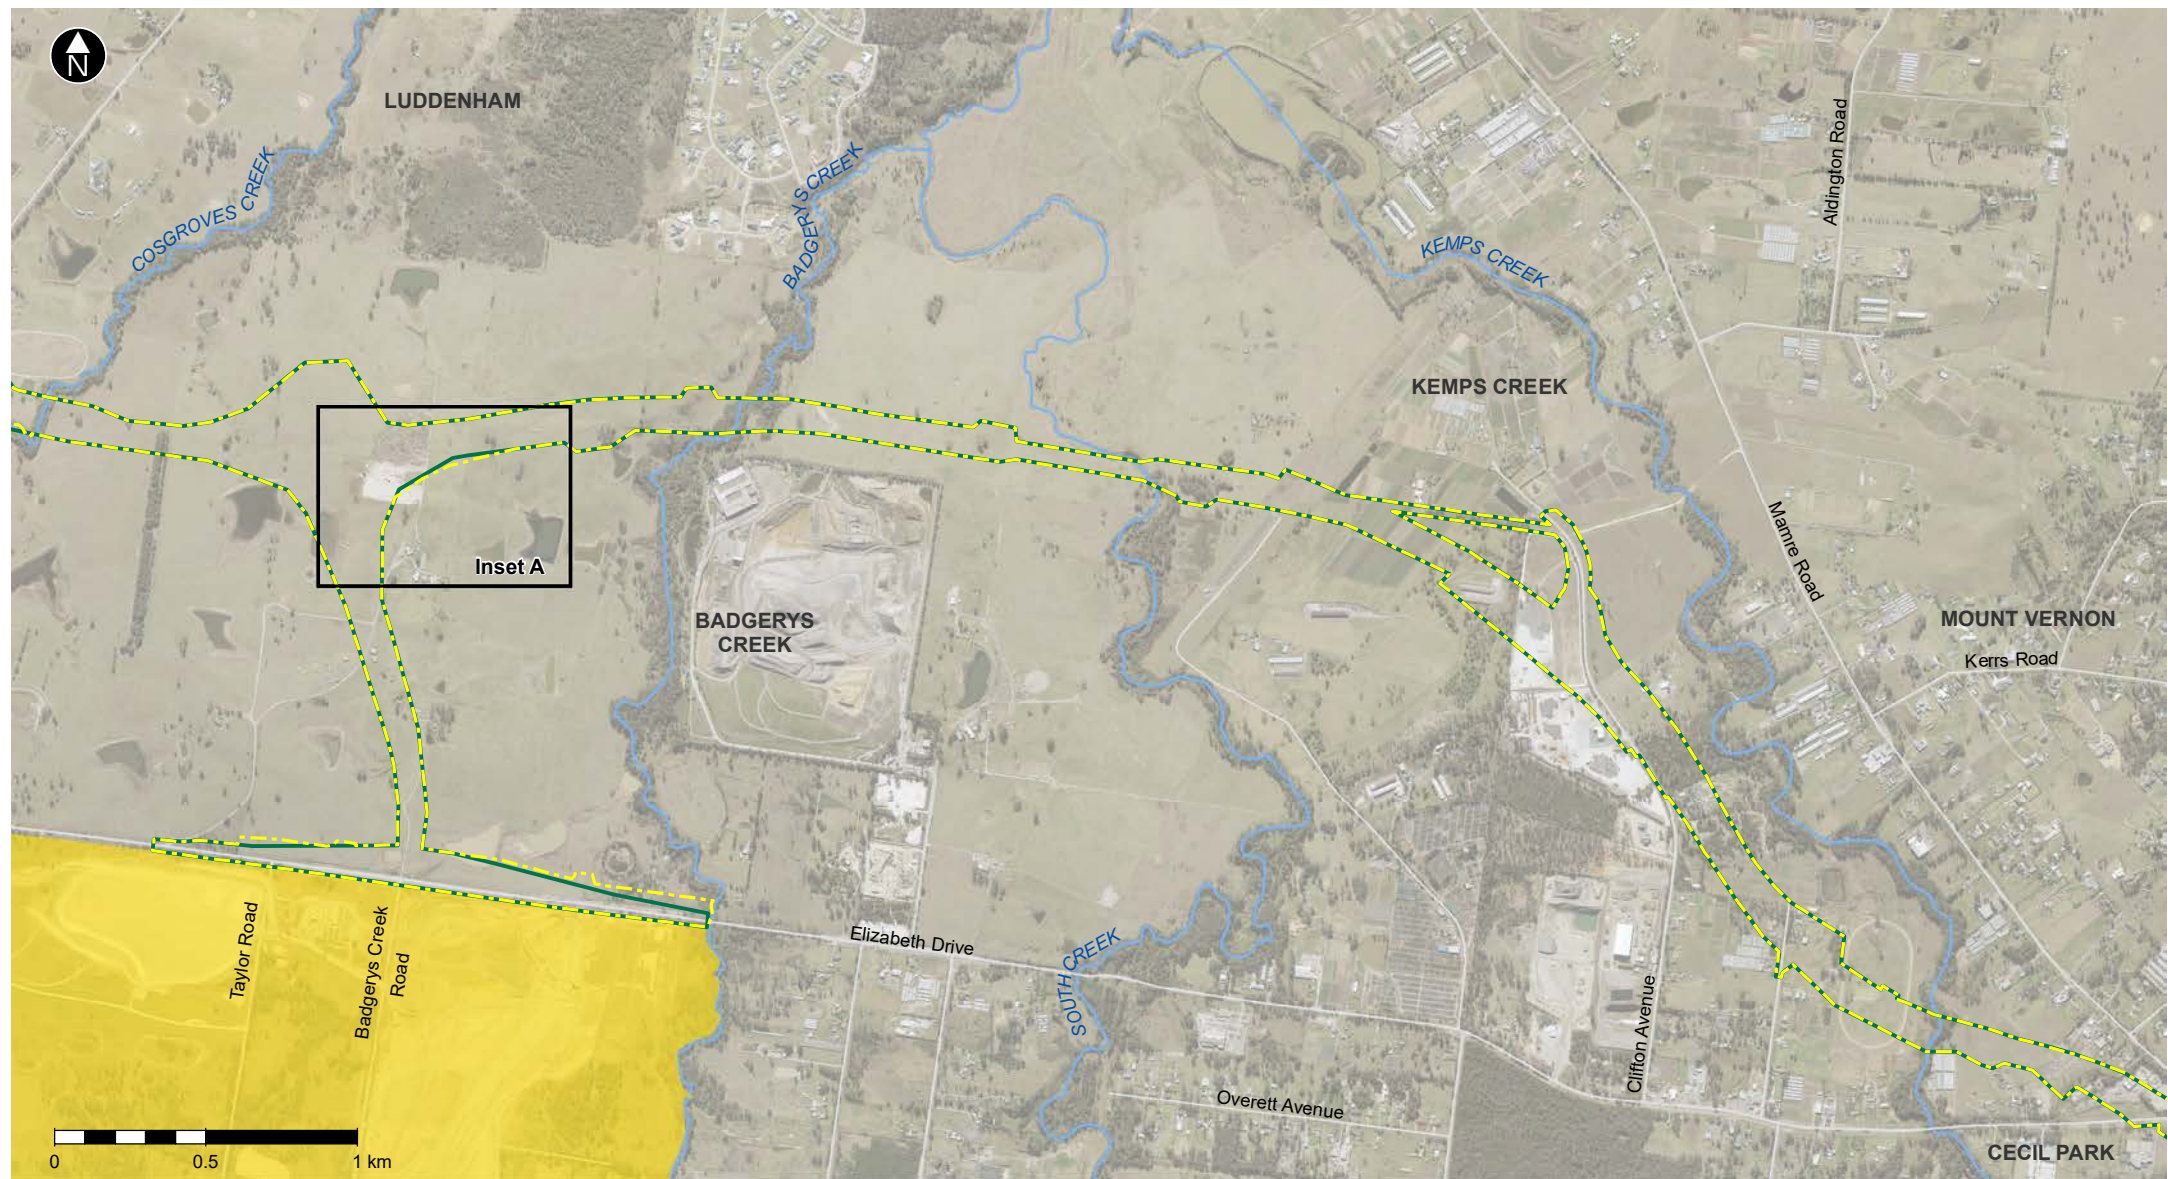 N
LUDDENHAM
COSGROVES CREEK
BADGERYS CREEK
KEMPS CREEK
Aldington Road
KEMPS CREEK
Inset A
Mamre Road
BADGERYS
CREEK
MOUNT VERNON
Kerrs Road
Taylor Road
Badgerys Creek
Road
Elizabeth Drive
SOUTH CREEK
Clifton Avenue
Overett Avenue
CECIL PARK
0 0.5 1 km